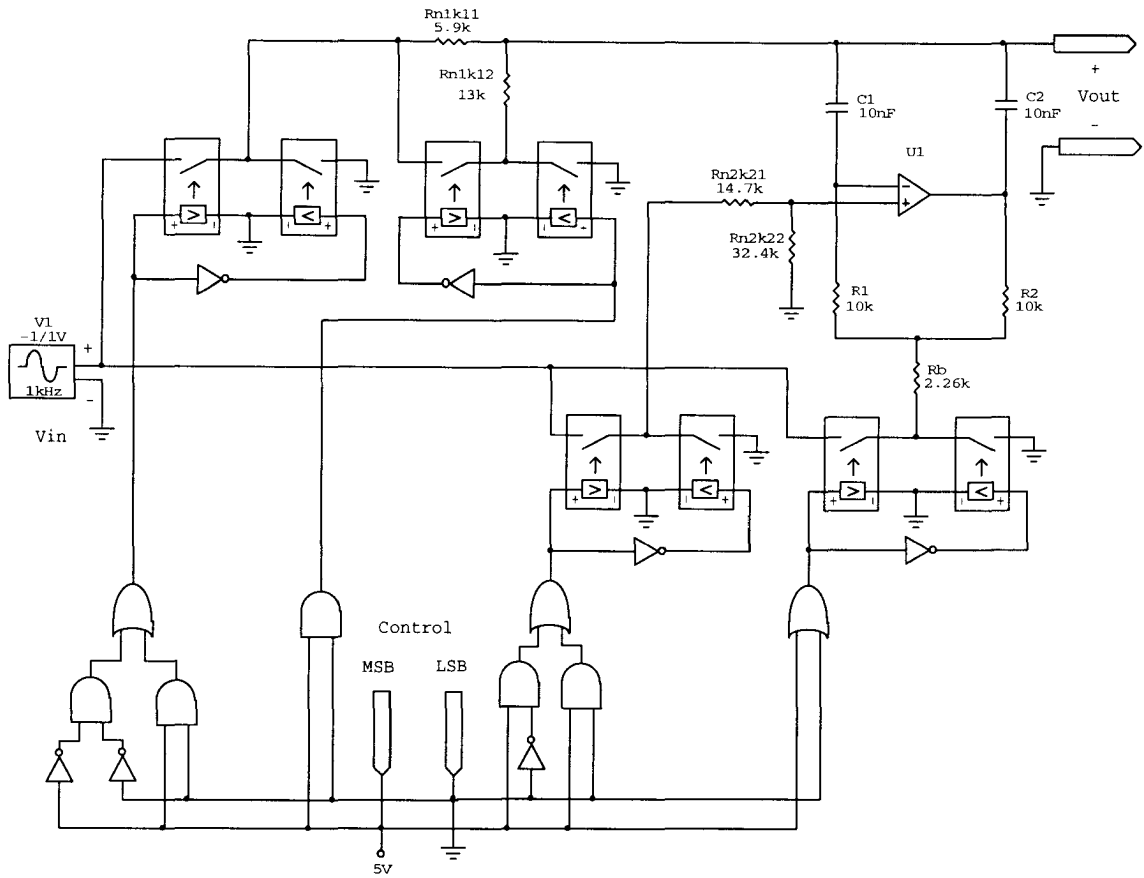 Rn1k11
5.9k
Rn1k12
13k
C1
10nF
C2
10nF
+
Vout
-
U1
-
+
Rn2k21
14.7k
Rn2k22
32.4k
R1
10k
R2
10k
Rb
2.26k
V1
-1/1V
+
1kHz
-
Vin
> <
+ - - +
> <
+ - - +
> <
+ - - +
> <
+ - - +
Control
MSB
LSB
5V